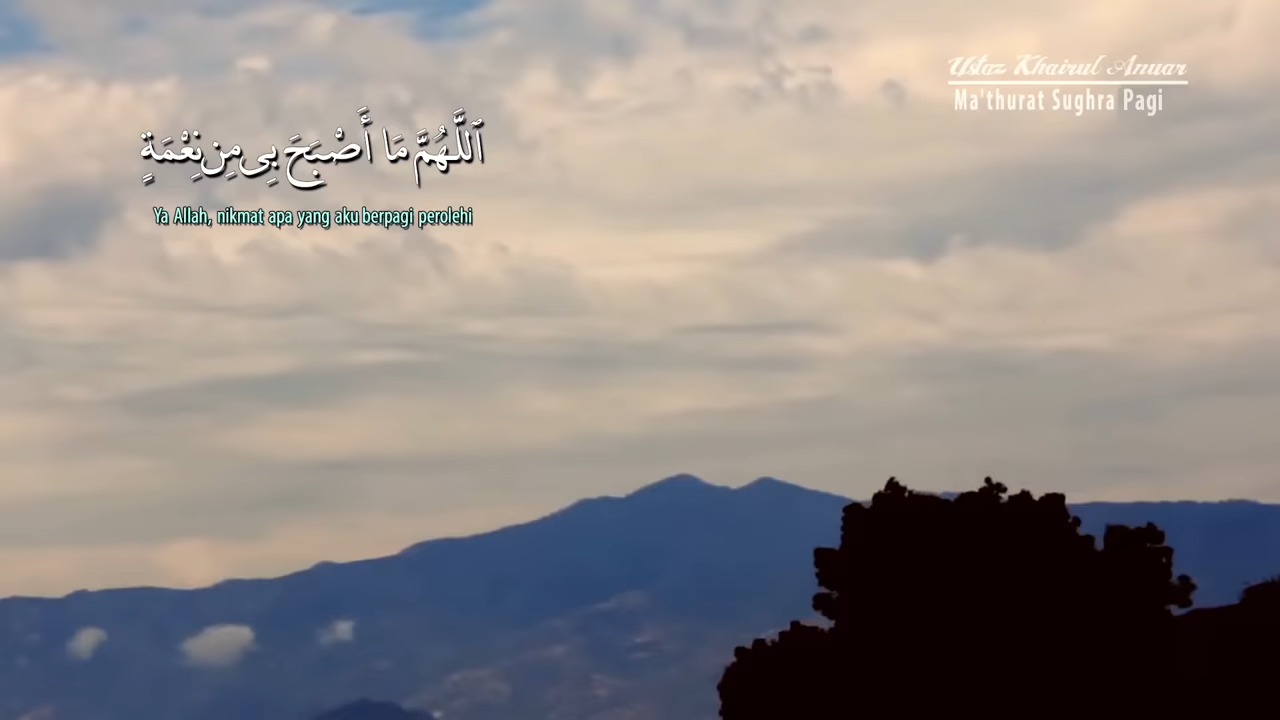 Ustaz Khairul Anuar
Ma'thurat Sughra Pagi
ٱللَّهُمَّ مَا أَصْبَحَ بِى مِن نِعْمَةٍ
Ya Allah, nikmat apa yang aku berpagi perolehi